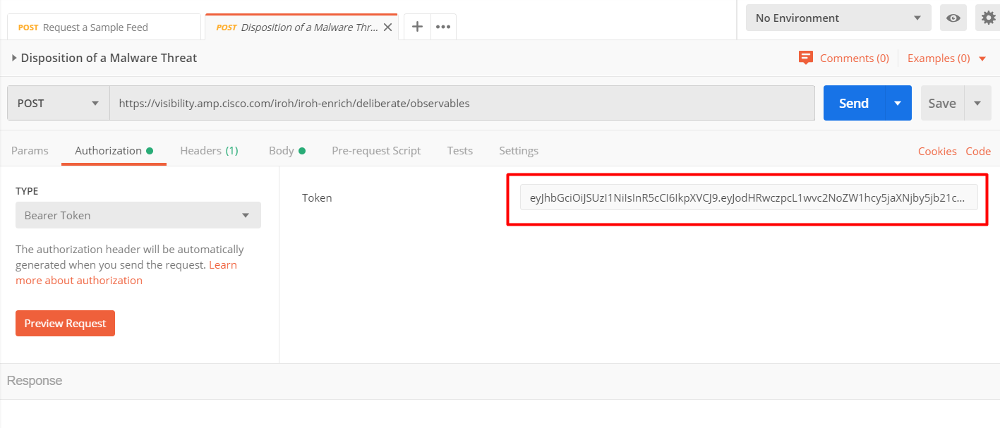 POST Request a Sample Feed
POST Disposition of a Malware Thr...
No Environment
Disposition of a Malware Threat
Comments (0)
Examples (0)
POST
https://visibility.amp.cisco.com/iroh/iroh-enrich/deliberate/observables
Send
Save
Params
Authorization
Headers (1)
Body
Pre-request Script
Tests
Settings
Cookies
Code
TYPE
Bearer Token
The authorization header will be automatically
generated when you send the request. Learn
more about authorization
Preview Request
Token
eyJhbGciOiJSUzI1NiIsInR5cCI6IkpXVCJ9.eyJodHRwczpcL1wvc2NoZW1hcy5jaXNjby5jb21c...
Response